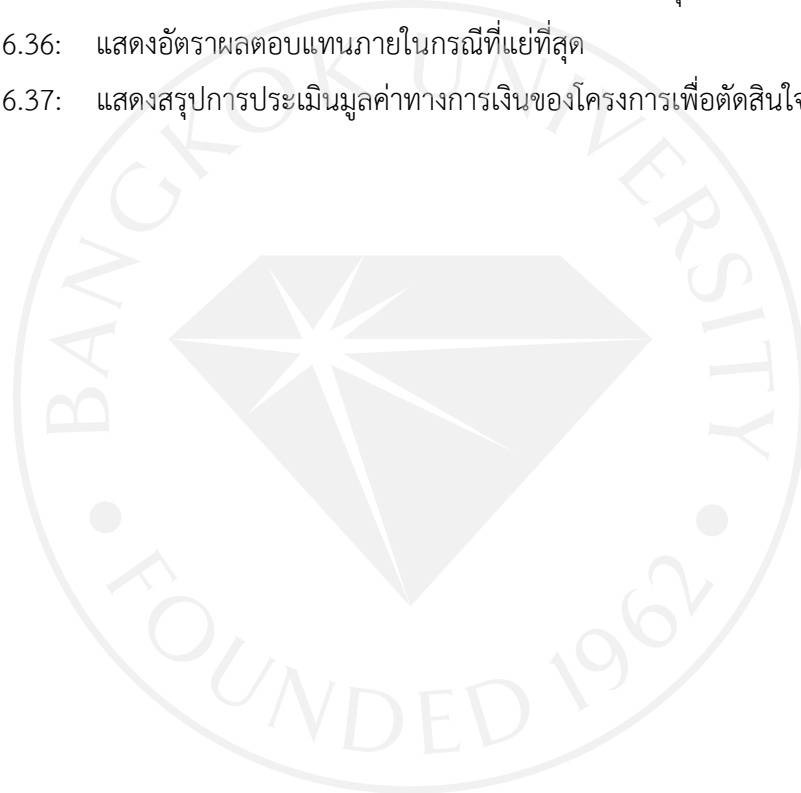 6.36: แสดงอัตราผลตอบแทนภายในกรณีที่แย่ที่สุด
6.37: แสดงสรุปการประเมินมูลค่าทางการเงินของโครงการเพื่อตัดสินใจ
BANGKOK UNIVERSITY
FOUNDED 1962